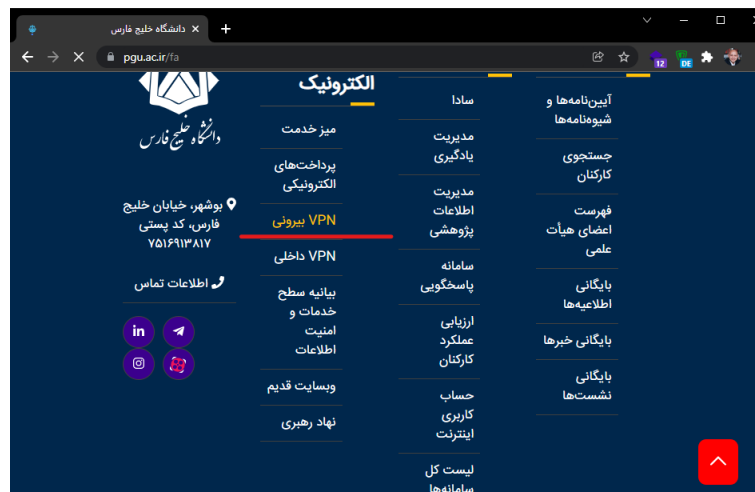 دانشگاه خلیج فارس
pgu.ac.ir/fa
12
DE
آیین‌نامه‌ها و
شیوه‌نامه‌ها
جستجوی
کارکنان
فهرست
اعضای هیأت
علمی
بایگانی
اطلاعیه‌ها
بایگانی خبرها
بایگانی
نشست‌ها
سادا
مدیریت
یادگیری
مدیریت
اطلاعات
پژوهشی
سامانه
پاسخگویی
ارزیابی
عملکرد
کارکنان
حساب
کاربری
اینترنت
لیست کل
سامانه‌ها
الکترونیک
میز خدمت
پرداخت‌های
الکترونیکی
VPN بیرونی
VPN داخلی
بیانیه سطح
خدمات و
امنیت
اطلاعات
وبسایت قدیم
نهاد رهبری
دانشگاه خلیج فارس
بوشهر، خیابان خلیج
فارس، کد پستی
۷۵۱۶۹۱۳۸۱۷
اطلاعات تماس
in